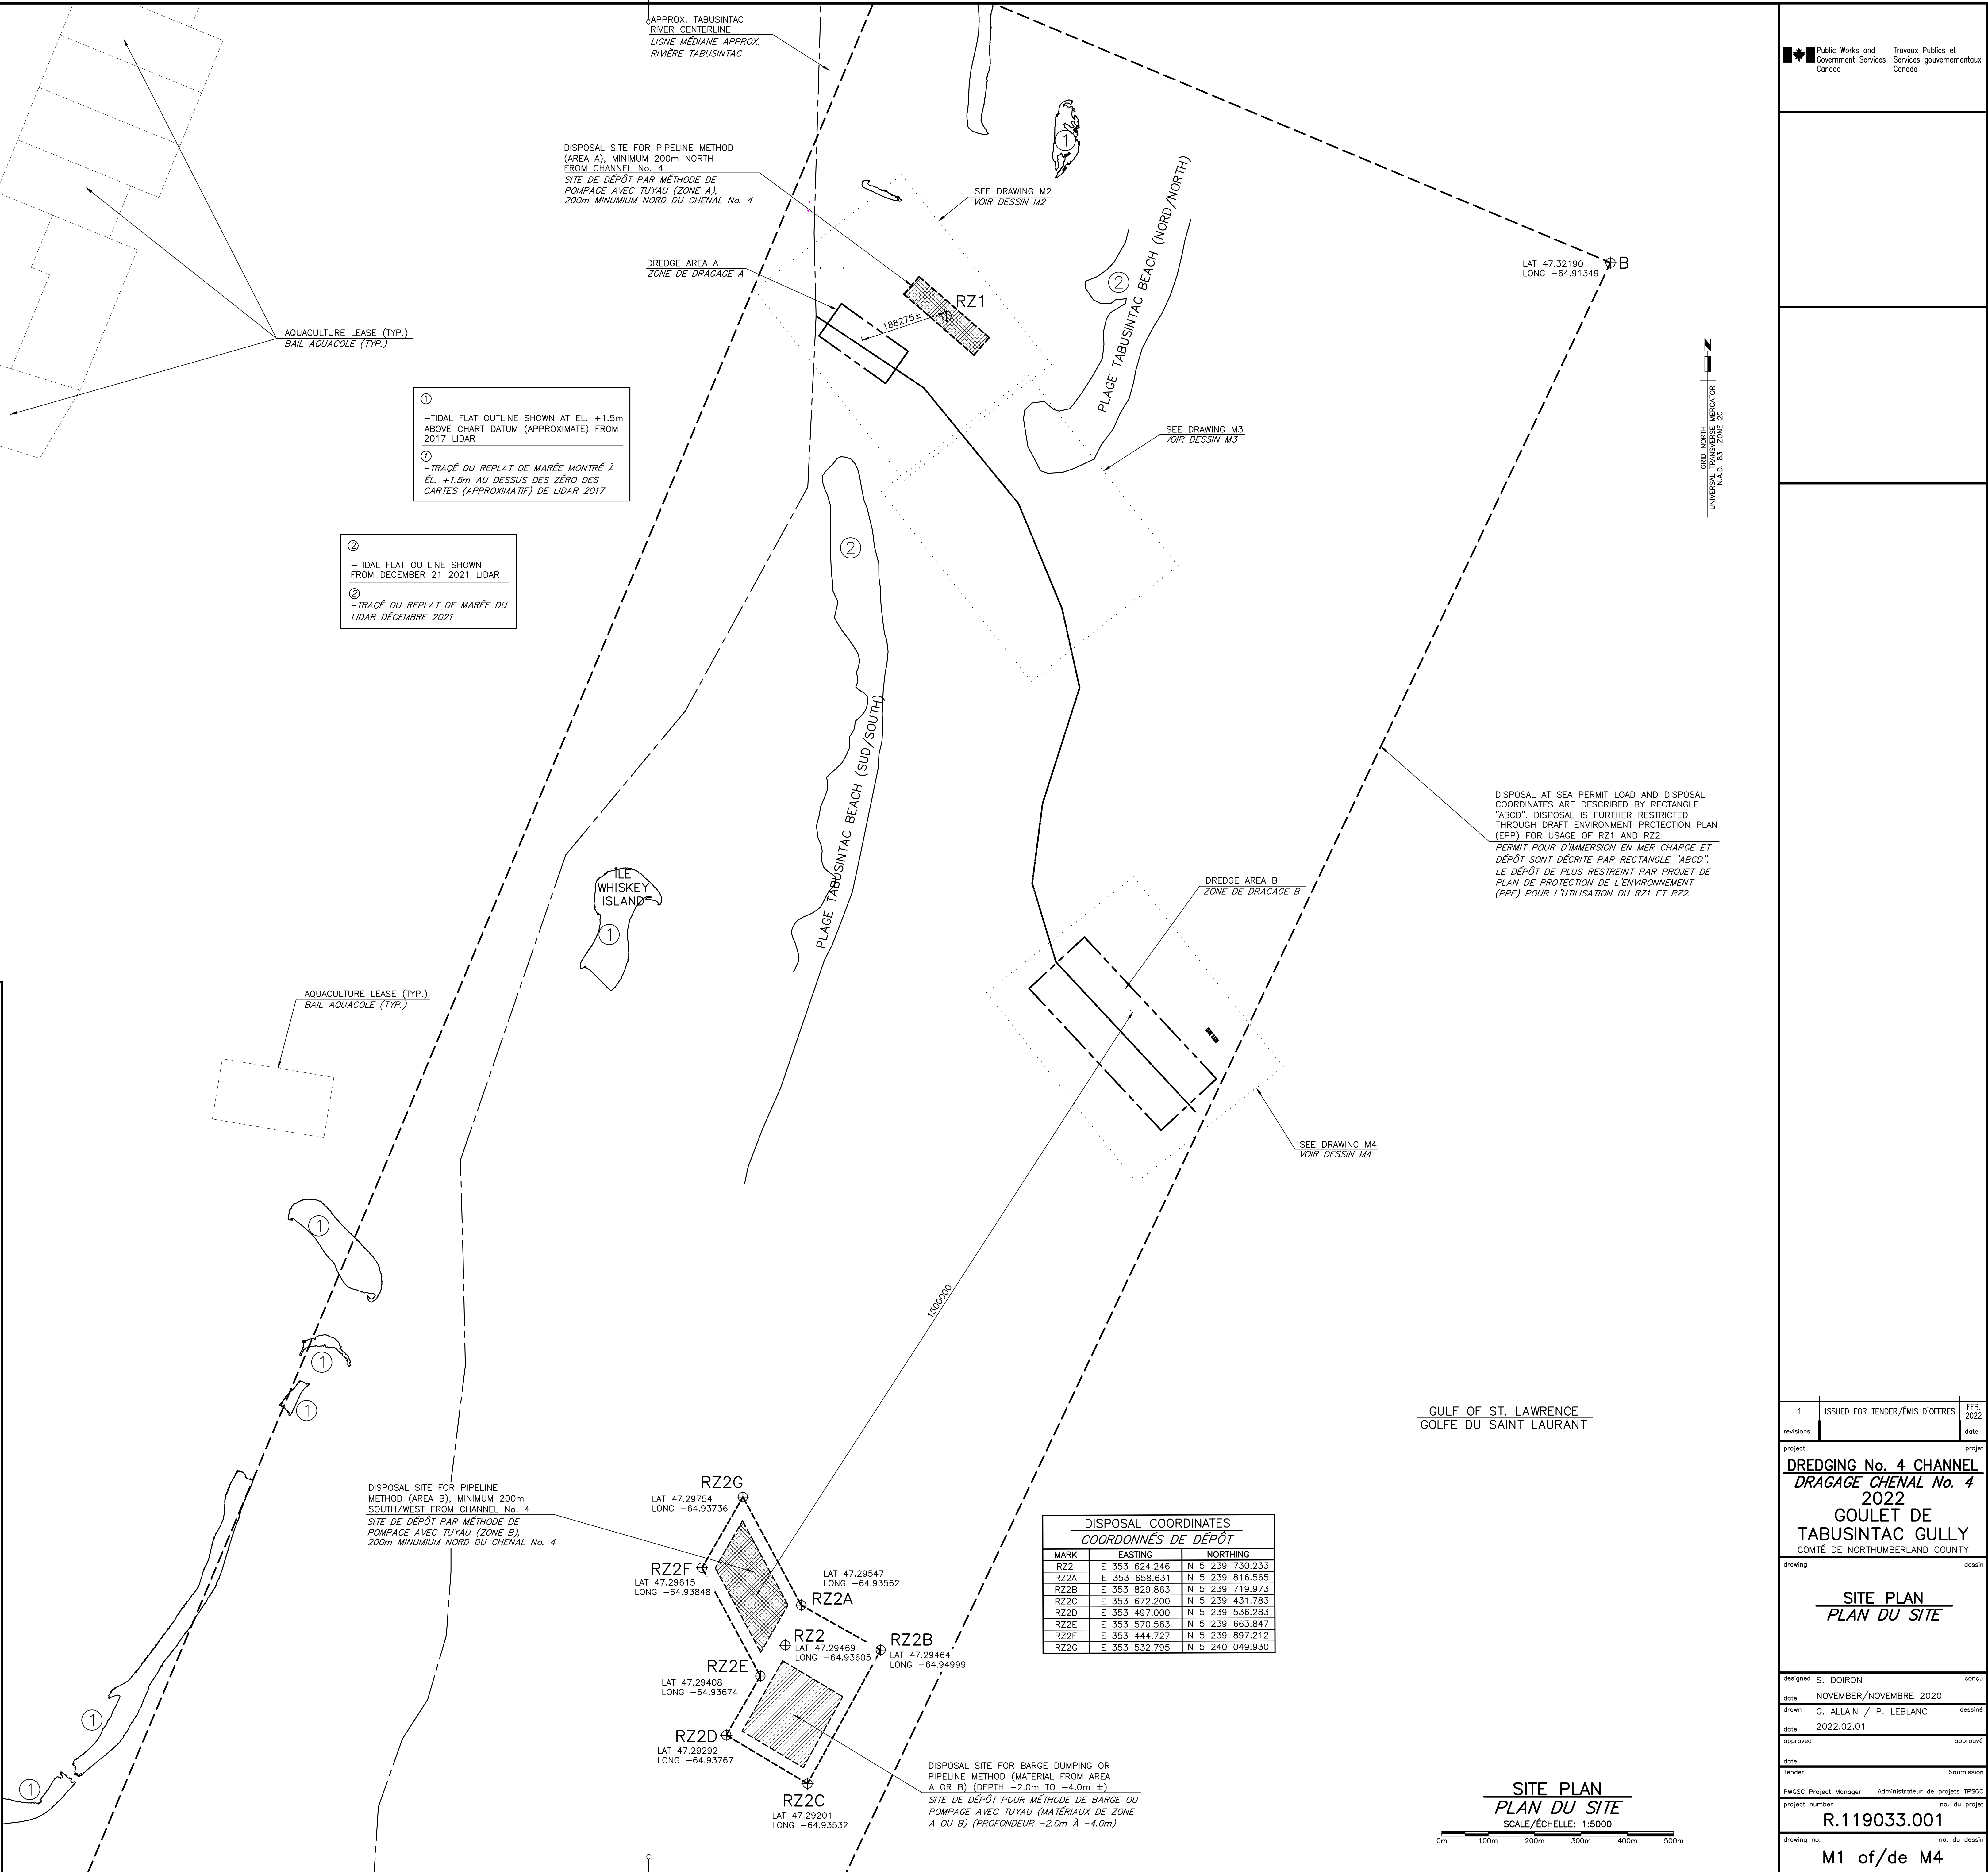 APPROX. TABUSINTAC
RIVER CENTERLINE
LIGNE MÉDIANE APPROX.
RIVIÈRE TABUSINTAC
DISPOSAL SITE FOR PIPELINE METHOD
(AREA A), MINIMUM 200m NORTH
FROM CHANNEL No. 4
SITE DE DÉPÔT PAR MÉTHODE DE
POMPAGE AVEC TUYAU (ZONE A),
200m MINUMIUM NORD DU CHENAL No. 4
SEE DRAWING M2
VOIR DESSIN M2
1
DREDGE AREA A
ZONE DE DRAGAGE A
RZ1
188275±
2
PLAGE TABUSINTAC BEACH (NORD/NORTH)
LAT 47.32190
LONG -64.91349
B
AQUACULTURE LEASE (TYP.)
BAIL AQUACOLE (TYP.)
1
-TIDAL FLAT OUTLINE SHOWN AT EL. +1.5m
ABOVE CHART DATUM (APPROXIMATE) FROM
2017 LIDAR
1
-TRAÇÉ DU REPLAT DE MARÉE MONTRÉ À
ÉL. +1.5m AU DESSUS DES ZÉRO DES
CARTES (APPROXIMATIF) DE LIDAR 2017
2
-TIDAL FLAT OUTLINE SHOWN
FROM DECEMBER 21 2021 LIDAR
2
-TRAÇÉ DU REPLAT DE MARÉE DU
LIDAR DÉCEMBRE 2021
SEE DRAWING M3
VOIR DESSIN M3
GRID NORTH
UNIVERSAL TRANSVERSE MERCATOR
N.A.D. 83 ZONE 20
N
2
PLAGE TABUSINTAC BEACH (SUD/SOUTH)
ÎLE
WHISKEY
ISLAND
1
DISPOSAL AT SEA PERMIT LOAD AND DISPOSAL
COORDINATES ARE DESCRIBED BY RECTANGLE
"ABCD". DISPOSAL IS FURTHER RESTRICTED
THROUGH DRAFT ENVIRONMENT PROTECTION PLAN
(EPP) FOR USAGE OF RZ1 AND RZ2.
PERMIT POUR D'IMMERSION EN MER CHARGE ET
DÉPÔT SONT DÉCRITE PAR RECTANGLE "ABCD".
LE DÉPÔT DE PLUS RESTREINT PAR PROJET DE
PLAN DE PROTECTION DE L'ENVIRONNEMENT
(PPE) POUR L'UTILISATION DU RZ1 ET RZ2.
DREDGE AREA B
ZONE DE DRAGAGE B
AQUACULTURE LEASE (TYP.)
BAIL AQUACOLE (TYP.)
SEE DRAWING M4
VOIR DESSIN M4
1
1500000
1
1
GULF OF ST. LAWRENCE
GOLFE DU SAINT LAURANT
DISPOSAL SITE FOR PIPELINE
METHOD (AREA B), MINIMUM 200m
SOUTH/WEST FROM CHANNEL No. 4
SITE DE DÉPÔT PAR MÉTHODE DE
POMPAGE AVEC TUYAU (ZONE B),
200m MINUMIUM NORD DU CHENAL No. 4
RZ2G
LAT 47.29754
LONG -64.93736
RZ2F
LAT 47.29615
LONG -64.93848
LAT 47.29547
LONG -64.93562
RZ2A
RZ2
LAT 47.29469
LONG -64.93605
RZ2B
LAT 47.29464
LONG -64.94999
RZ2E
LAT 47.29408
LONG -64.93674
RZ2D
LAT 47.29292
LONG -64.93767
RZ2C
LAT 47.29201
LONG -64.93532
1
1
DISPOSAL COORDINATES
COORDONNÉS DE DÉPÔT
MARK EASTING NORTHING
RZ2 E 353 624.246 N 5 239 730.233
RZ2A E 353 658.631 N 5 239 816.565
RZ2B E 353 829.863 N 5 239 719.973
RZ2C E 353 672.200 N 5 239 431.783
RZ2D E 353 497.000 N 5 239 536.283
RZ2E E 353 570.563 N 5 239 663.847
RZ2F E 353 444.727 N 5 239 897.212
RZ2G E 353 532.795 N 5 240 049.930
DISPOSAL SITE FOR BARGE DUMPING OR
PIPELINE METHOD (MATERIAL FROM AREA
A OR B) (DEPTH -2.0m TO -4.0m ±)
SITE DE DÉPÔT POUR MÉTHODE DE BARGE OU
POMPAGE AVEC TUYAU (MATÉRIAUX DE ZONE
A OU B) (PROFONDEUR -2.0m À -4.0m)
SITE PLAN
PLAN DU SITE
SCALE/ÉCHELLE: 1:5000
0m 100m 200m 300m 400m 500m
C
C
Public Works and Travaux Publics et
Government Services Services gouvernementaux
Canada Canada
1 ISSUED FOR TENDER/ÉMIS D'OFFRES FEB. 2022
revisions date
project projet
DREDGING No. 4 CHANNEL
DRAGAGE CHENAL No. 4
2022
GOULET DE
TABUSINTAC GULLY
COMTÉ DE NORTHUMBERLAND COUNTY
drawing dessin
SITE PLAN
PLAN DU SITE
designed S. DOIRON conçu
date NOVEMBER/NOVEMBRE 2020
drawn G. ALLAIN / P. LEBLANC dessiné
date 2022.02.01
approved approuvé
date
Tender Soumission
PWGSC Project Manager Administrateur de projets TPSGC
project number no. du projet
R.119033.001
drawing no. no. du dessin
M1 of/de M4